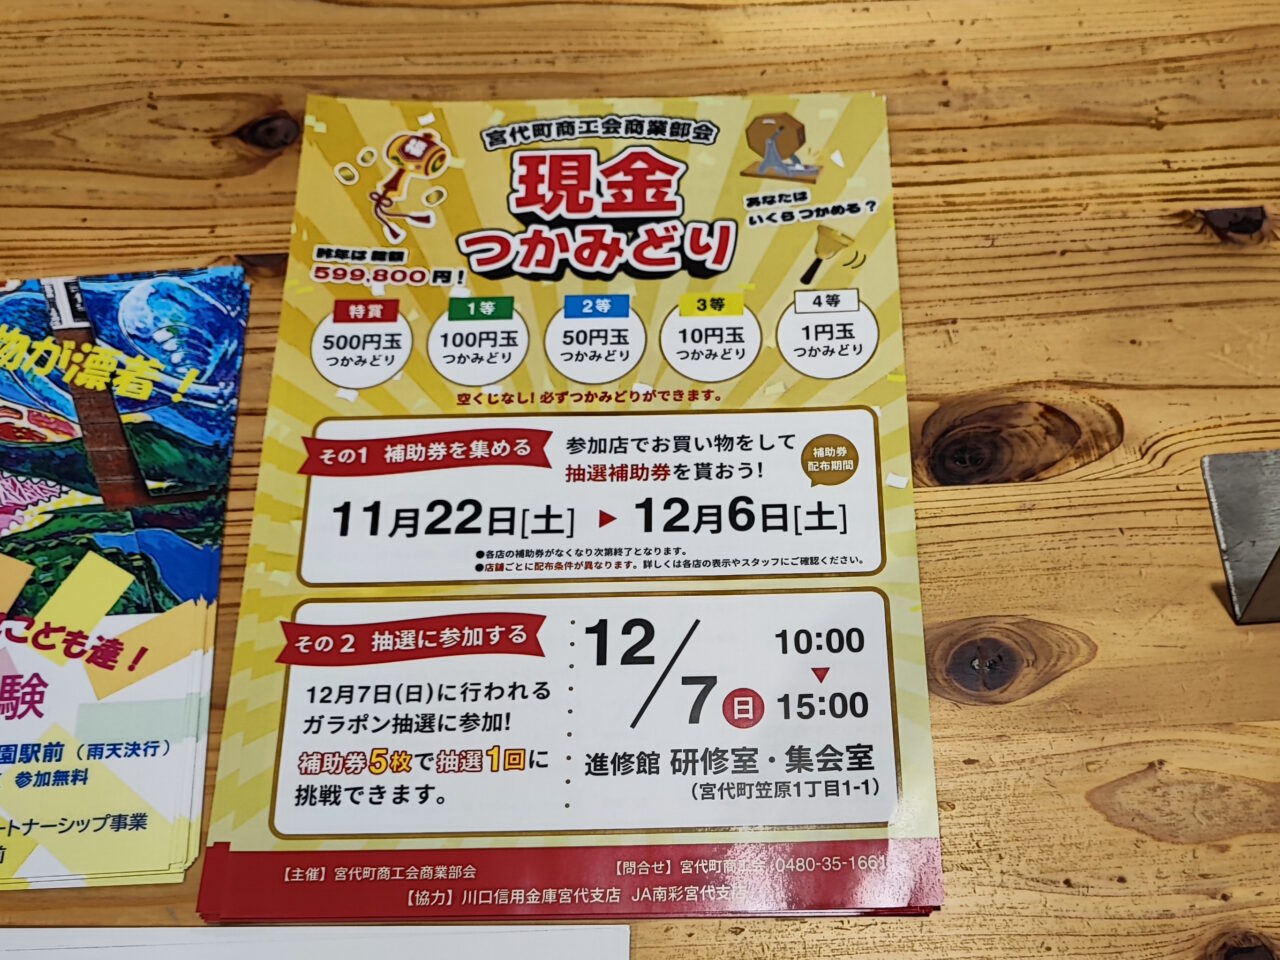 宮代町商工会商業部会
現金
つかみどり
あなたは
いくらつかめる？
昨年は総額
599,800円！
特賞
500円玉
つかみどり
1等
100円玉
つかみどり
2等
50円玉
つかみどり
3等
10円玉
つかみどり
4等
1円玉
つかみどり
空くじなし！必ずつかみどりができます。
その1 補助券を集める
参加店でお買い物をして
抽選補助券を貰おう！
補助券
配布期間
11月22日[土] ▶ 12月6日[土]
●各店の補助券がなくなり次第終了となります。
●店舗ごとに配布条件が異なります。詳しくは各店の表示やスタッフにご確認ください。
その2 抽選に参加する
12月7日(日)に行われる
ガラポン抽選に参加！
補助券5枚で抽選1回に
挑戦できます。
12/7日
10:00
▼
15:00
進修館 研修室・集会室
（宮代町笠原1丁目1-1）
【主催】宮代町商工会商業部会
【問合せ】宮代町商工会 0480-35-1661
【協力】川口信用金庫宮代支店 JA南彩宮代支店
物が漂着！
こども達！
験
園駅前（雨天決行）
参加無料
ートナーシップ事業
前